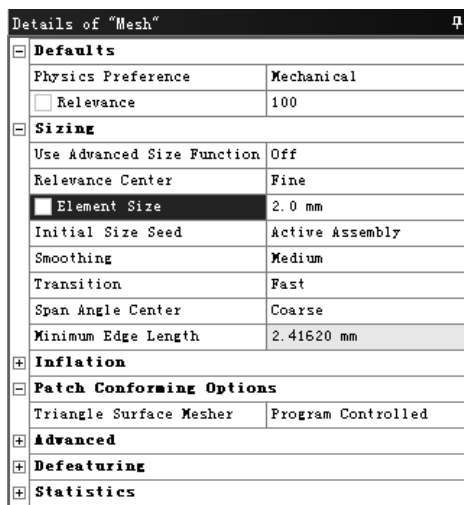 Details of "Mesh"
Defaults
Physics Preference Mechanical
Relevance 100
Sizing
Use Advanced Size Function Off
Relevance Center Fine
Element Size 2.0 mm
Initial Size Seed Active Assembly
Smoothing Medium
Transition Fast
Span Angle Center Coarse
Minimum Edge Length 2.41620 mm
Inflation
Patch Conforming Options
Triangle Surface Mesher Program Controlled
Advanced
Defeaturing
Statistics